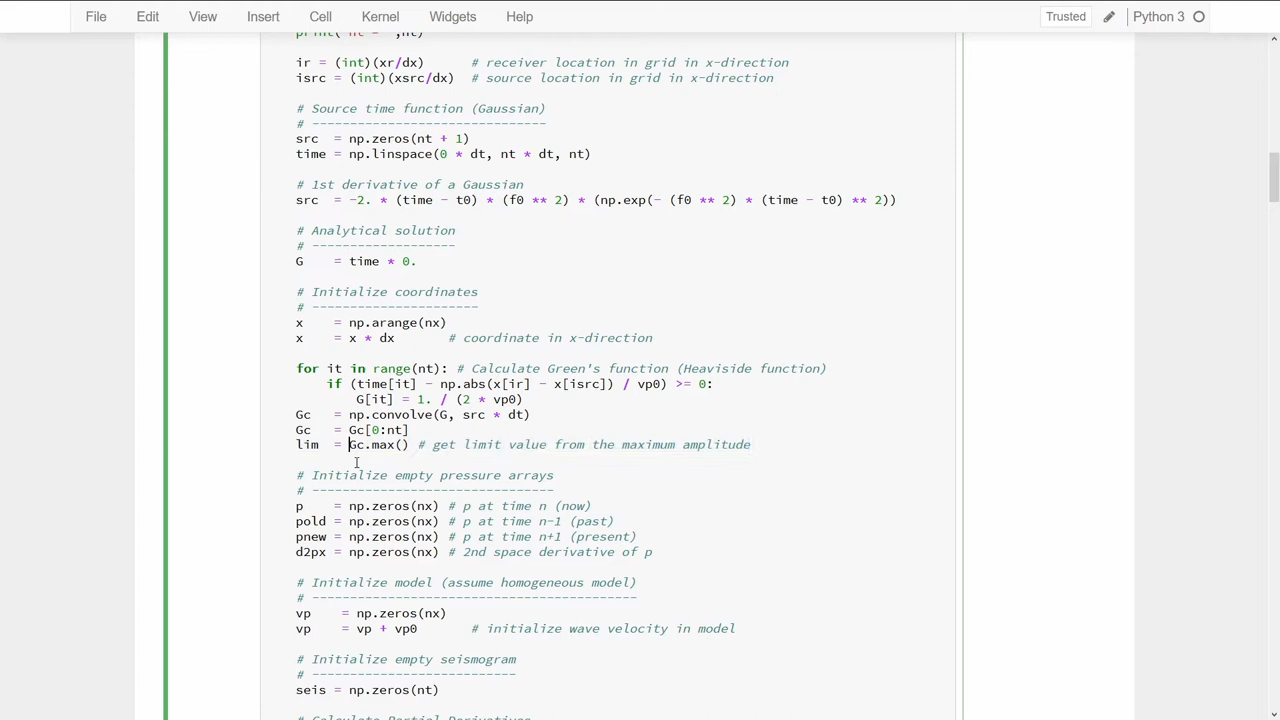 File Edit View Insert Cell Kernel Widgets Help Trusted Python 3
print(" nt = ",nt)
ir = (int)(xr/dx)      # receiver location in grid in x-direction
isrc = (int)(xsrc/dx)  # source location in grid in x-direction
# Source time function (Gaussian)
# -------------------------------
src  = np.zeros(nt + 1)
time = np.linspace(0 * dt, nt * dt, nt)
# 1st derivative of a Gaussian
src  = -2. * (time - t0) * (f0 ** 2) * (np.exp(- (f0 ** 2) * (time - t0) ** 2))
# Analytical solution
# -------------------
G    = time * 0.
# Initialize coordinates
# ----------------------
x    = np.arange(nx)
x    = x * dx       # coordinate in x-direction
for it in range(nt): # Calculate Green's function (Heaviside function)
    if (time[it] - np.abs(x[ir] - x[isrc]) / vp0) >= 0:
        G[it] = 1. / (2 * vp0)
Gc   = np.convolve(G, src * dt)
Gc   = Gc[0:nt]
lim  = Gc.max() # get limit value from the maximum amplitude
# Initialize empty pressure arrays
# --------------------------------
p    = np.zeros(nx) # p at time n (now)
pold = np.zeros(nx) # p at time n-1 (past)
pnew = np.zeros(nx) # p at time n+1 (present)
d2px = np.zeros(nx) # 2nd space derivative of p
# Initialize model (assume homogeneous model)
# -------------------------------------------
vp    = np.zeros(nx)
vp    = vp + vp0       # initialize wave velocity in model
# Initialize empty seismogram
# ---------------------------
seis = np.zeros(nt)
# Calculate Partial Derivatives